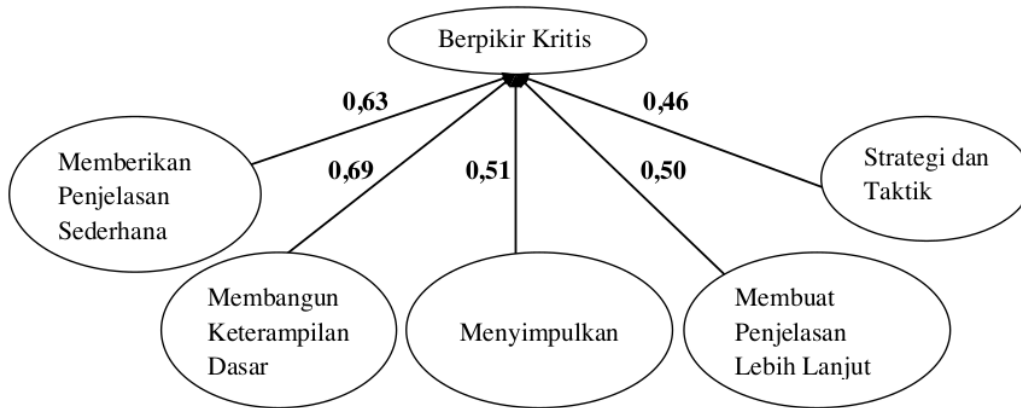 Berpikir Kritis
0,63
0,46
Memberikan
Penjelasan
Sederhana
0,69
0,51
0,50
Strategi dan
Taktik
Membangun
Keterampilan
Dasar
Menyimpulkan
Membuat
Penjelasan
Lebih Lanjut